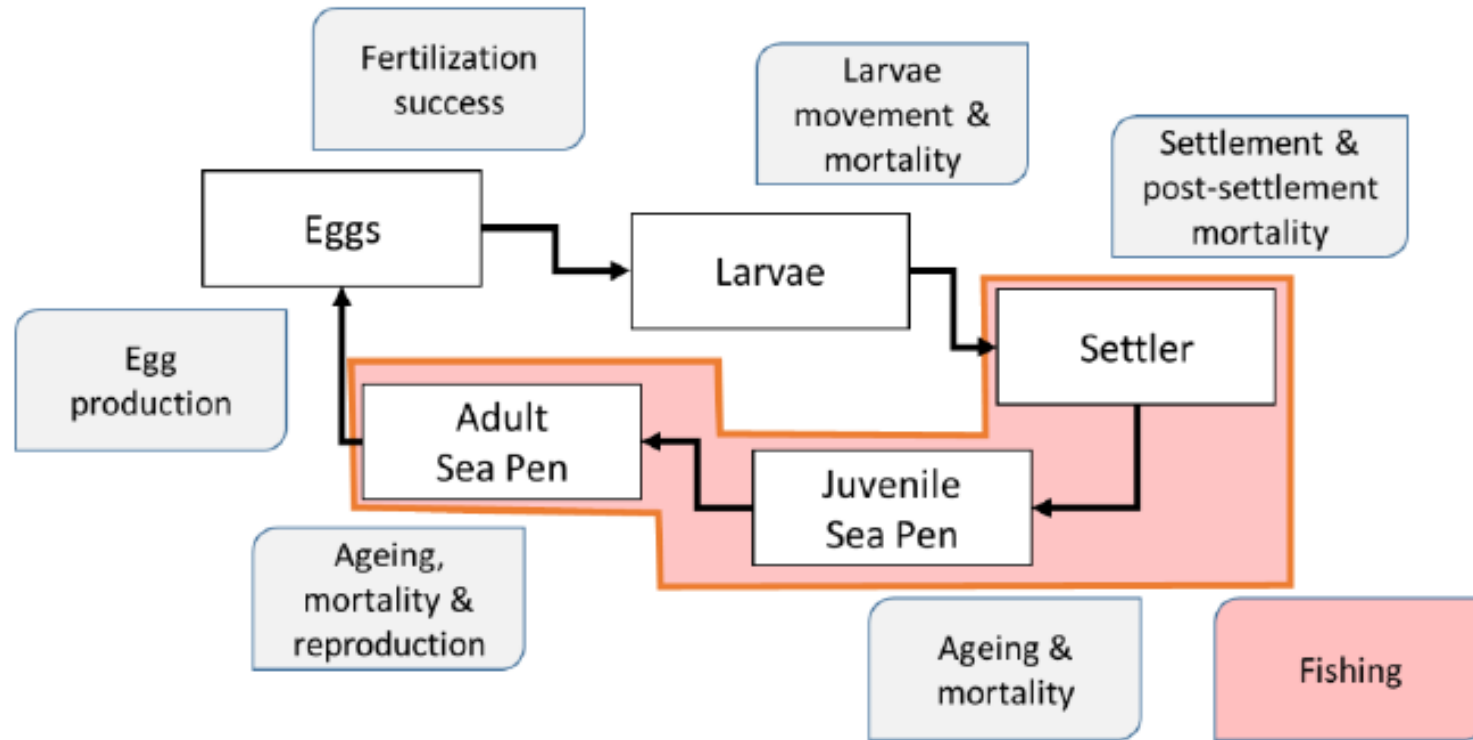 Fertilization
success
Larvae
movement &
mortality
Settlement &
post-settlement
mortality
Eggs
Larvae
Settler
Egg
production
Adult
Sea Pen
Juvenile
Sea Pen
Ageing,
mortality &
reproduction
Ageing &
mortality
Fishing